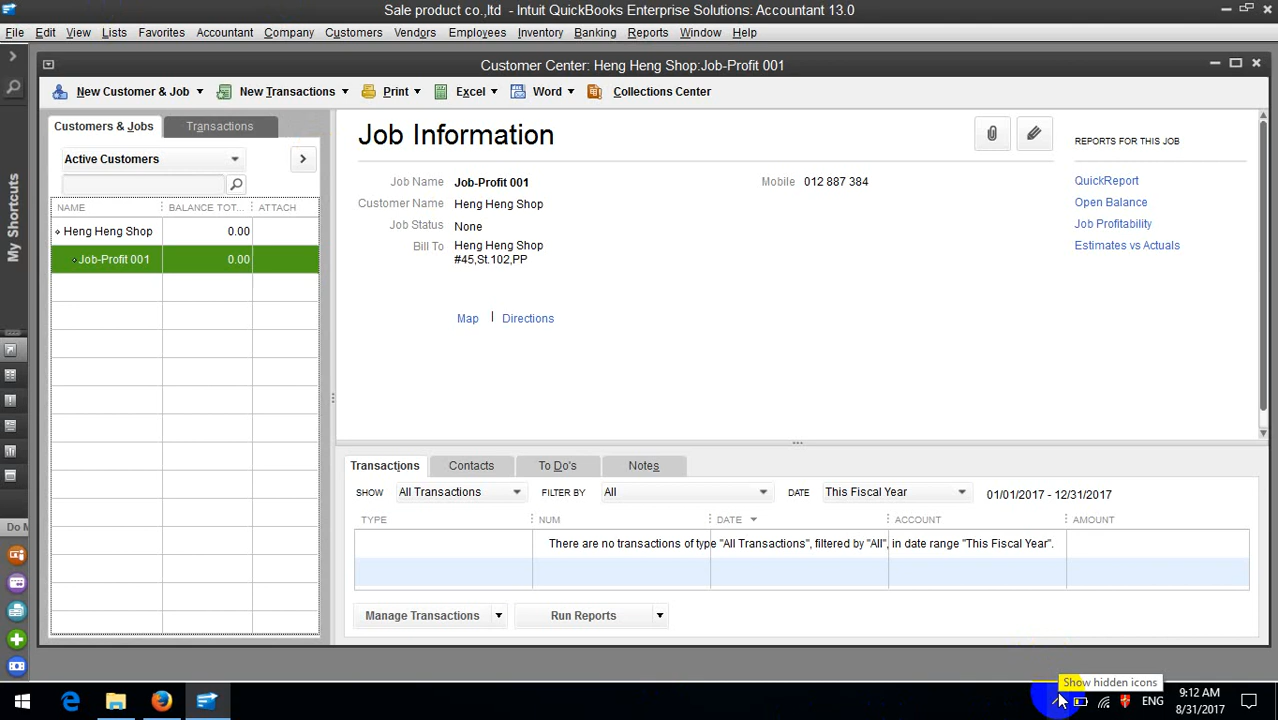 Sale product co.,ltd - Intuit QuickBooks Enterprise Solutions: Accountant 13.0
File Edit View Lists Favorites Accountant Company Customers Vendors Employees Inventory Banking Reports Window Help
Customer Center: Heng Heng Shop:Job-Profit 001
New Customer & Job New Transactions Print Excel Word Collections Center
My Shortcuts
Do M
Customers & Jobs Transactions
Active Customers
NAME BALANCE TOT... ATTACH
Heng Heng Shop 0.00
Job-Profit 001 0.00
Job Information
Job Name Job-Profit 001 Mobile 012 887 384
Customer Name Heng Heng Shop
Job Status None
Bill To Heng Heng Shop
#45,St.102,PP
Map | Directions
REPORTS FOR THIS JOB
QuickReport
Open Balance
Job Profitability
Estimates vs Actuals
Transactions Contacts To Do's Notes
SHOW All Transactions FILTER BY All DATE This Fiscal Year 01/01/2017 - 12/31/2017
TYPE NUM DATE ACCOUNT AMOUNT
There are no transactions of type "All Transactions", filtered by "All", in date range "This Fiscal Year".
Manage Transactions Run Reports
Show hidden icons
ENG
9:12 AM
8/31/2017